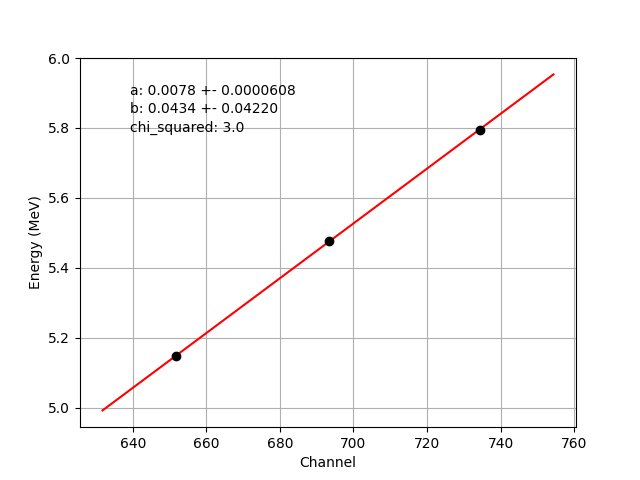 6.0
a: 0.0078 +- 0.0000608
b: 0.0434 +- 0.04220
chi_squared: 3.0
5.8
5.6
5.4
5.2
5.0
Energy (MeV)
640 660 680 700 720 740 760
Channel